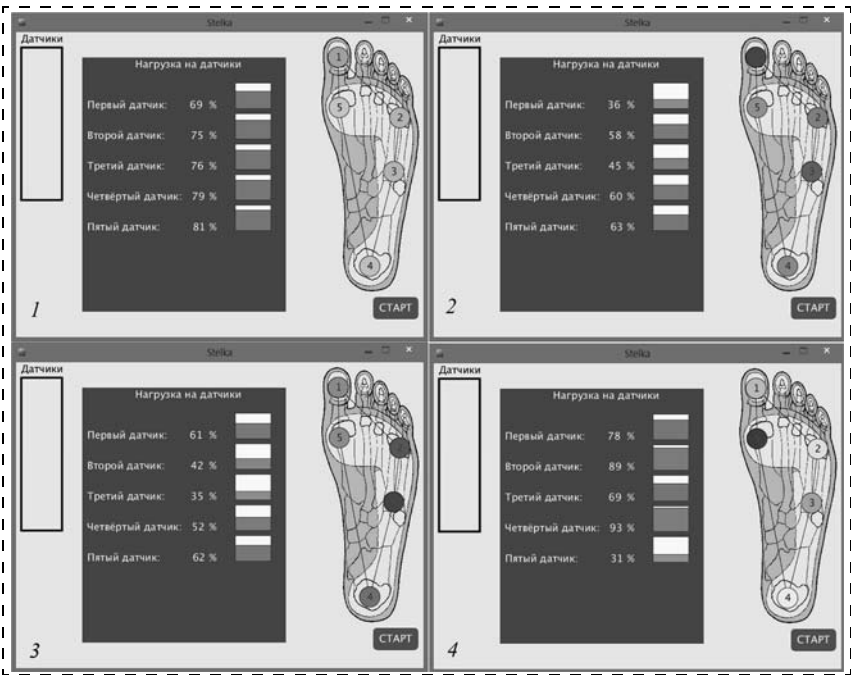 Stelka
Датчики
Нагрузка на датчики
Первый датчик: 69 %
Второй датчик: 75 %
Третий датчик: 76 %
Четвёртый датчик: 79 %
Пятый датчик: 81 %
1
5
2
3
4
СТАРТ
1
Stelka
Нагрузка на датчики
Первый датчик: 36 %
Второй датчик: 58 %
Третий датчик: 45 %
Четвёртый датчик: 60 %
Пятый датчик: 63 %
5
2
3
4
СТАРТ
2
Stelka
Датчики
Нагрузка на датчики
Первый датчик: 61 %
Второй датчик: 42 %
Третий датчик: 35 %
Четвёртый датчик: 52 %
Пятый датчик: 62 %
1
5
4
СТАРТ
3
Stelka
Датчики
Нагрузка на датчики
Первый датчик: 78 %
Второй датчик: 89 %
Третий датчик: 69 %
Четвёртый датчик: 93 %
Пятый датчик: 31 %
1
2
3
4
СТАРТ
4